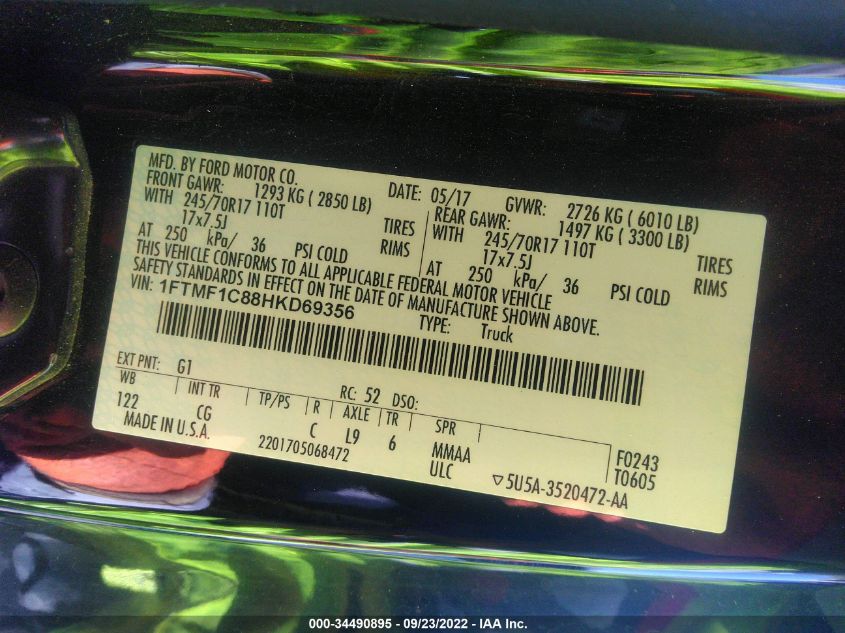 MFD. BY FORD MOTOR CO.
DATE: 05/17 GVWR: 2726 KG ( 6010 LB)
FRONT GAWR: 1293 KG ( 2850 LB) REAR GAWR: 1497 KG ( 3300 LB)
WITH 245/70R17 110T TIRES WITH 245/70R17 110T TIRES
17x7.5J RIMS 17x7.5J RIMS
AT 250 kPa/ 36 PSI COLD AT 250 kPa/ 36 PSI COLD
THIS VEHICLE CONFORMS TO ALL APPLICABLE FEDERAL MOTOR VEHICLE
SAFETY STANDARDS IN EFFECT ON THE DATE OF MANUFACTURE SHOWN ABOVE.
VIN: 1FTMF1C88HKD69356
TYPE: Truck
EXT PNT: G1 RC: 52 DSO:
WB INT TR TP/PS R AXLE TR SPR
122 CG C L9 6 MMAA F0243
MADE IN U.S.A. 2201705068472 ULC T0605
▽5U5A-3520472-AA
000-34490895 - 09/23/2022 - IAA Inc.